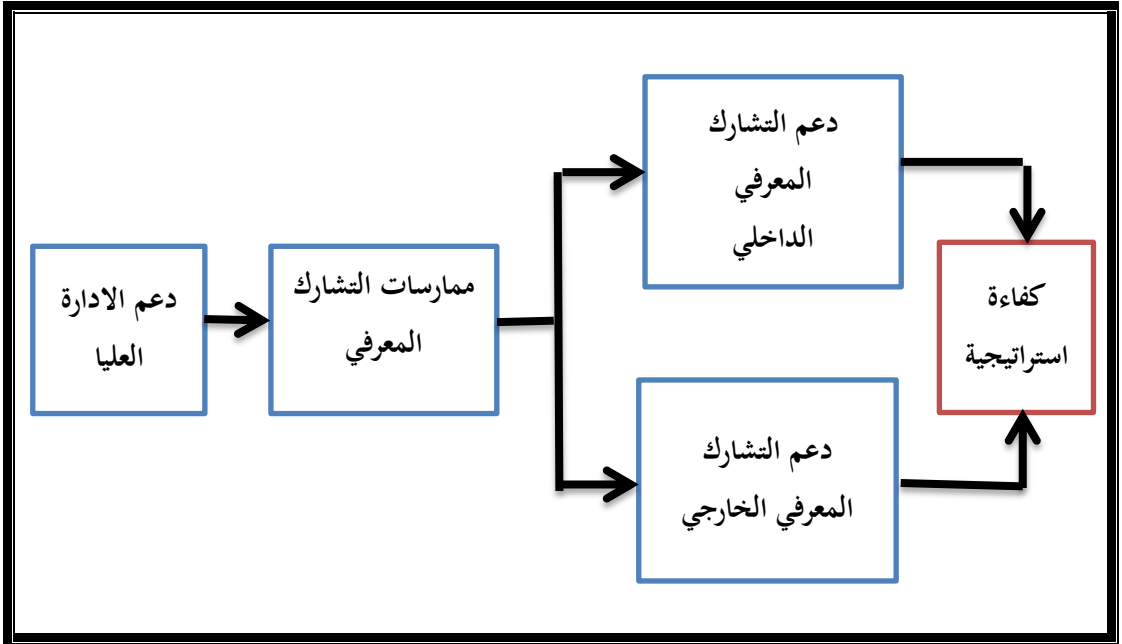 دعم الادارة
العليا
ممارسات التشارك
المعرفي
دعم التشارك
المعرفي
الداخلي
دعم التشارك
المعرفي الخارجي
كفاءة
استراتيجية